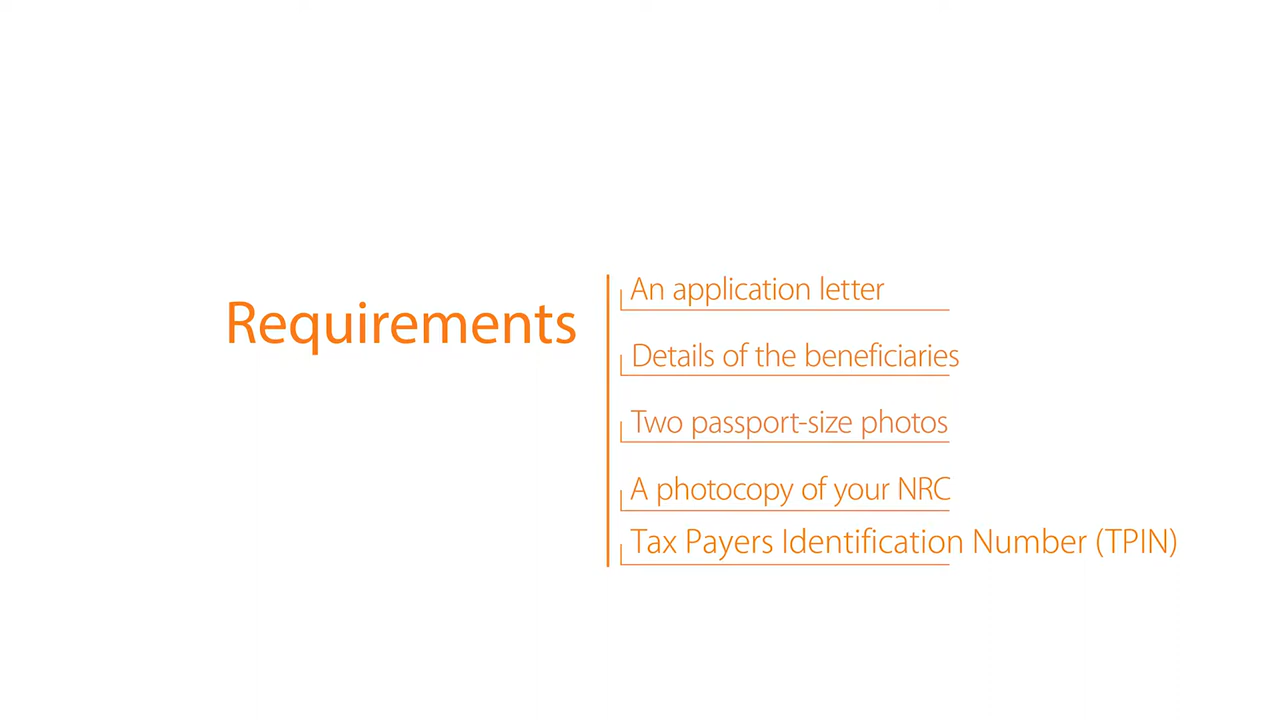 Requirements
An application letter
Details of the beneficiaries
Two passport-size photos
A photocopy of your NRC
Tax Payers Identification Number (TPIN)